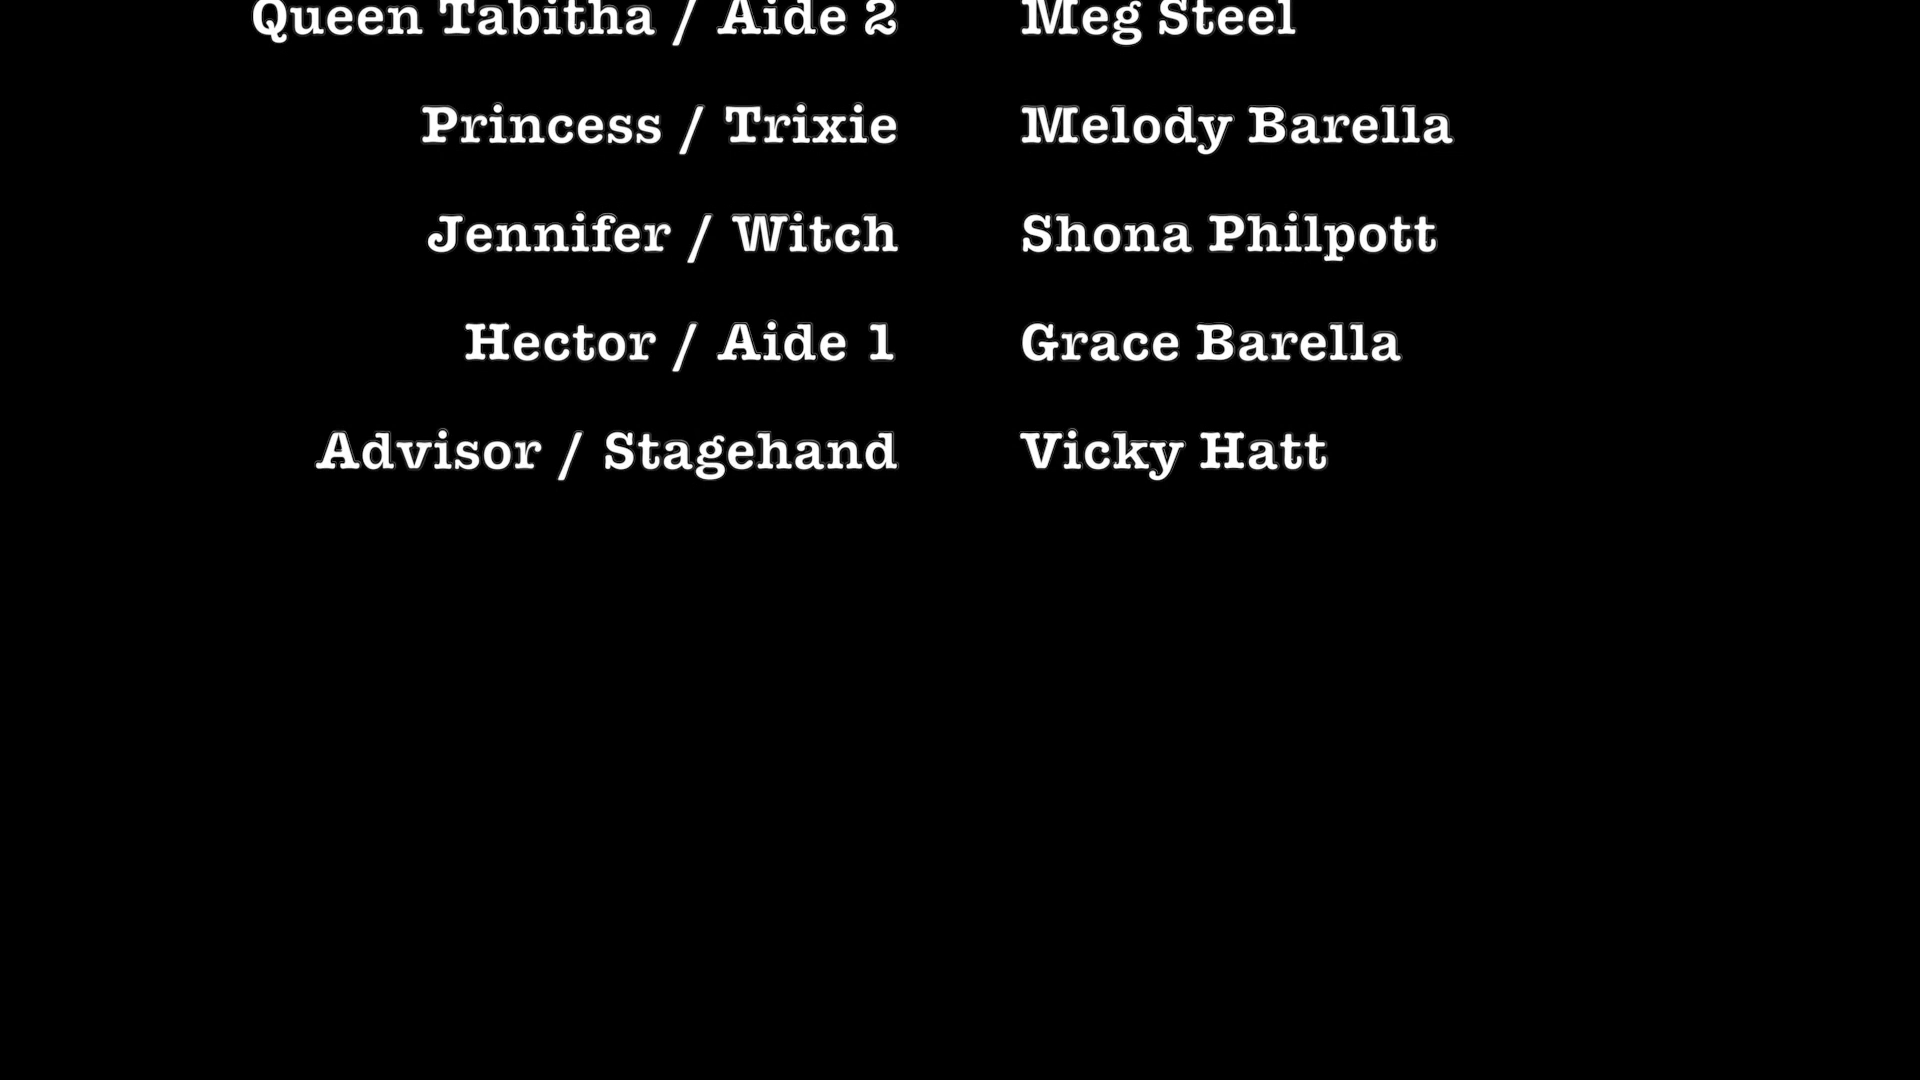 Queen Tabitha / Aide 2 Meg Steel
Princess / Trixie Melody Barella
Jennifer / Witch Shona Philpott
Hector / Aide 1 Grace Barella
Advisor / Stagehand Vicky Hatt